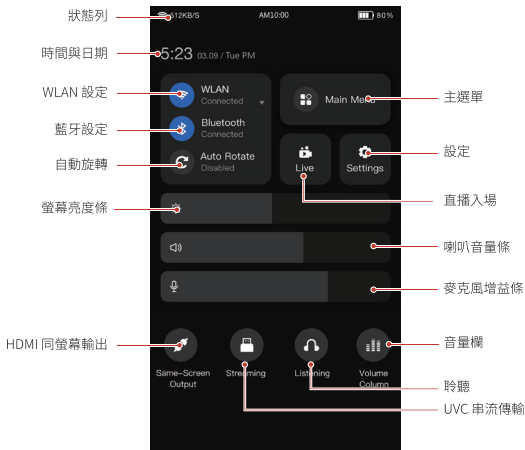 狀態列
512KB/S
AM10:00
80%
時間與日期
5:23 03.09 / Tue PM
WLAN 設定
WLAN
Connected
Main Menu
主選單
藍牙設定
Bluetooth
Connected
自動旋轉
Auto Rotate
Disabled
Live
Settings
設定
直播入場
螢幕亮度條
喇叭音量條
麥克風增益條
HDMI 同螢幕輸出
音量欄
Same-Screen
Output
Streaming
Listening
Volume
Column
聆聽
UVC 串流傳輸